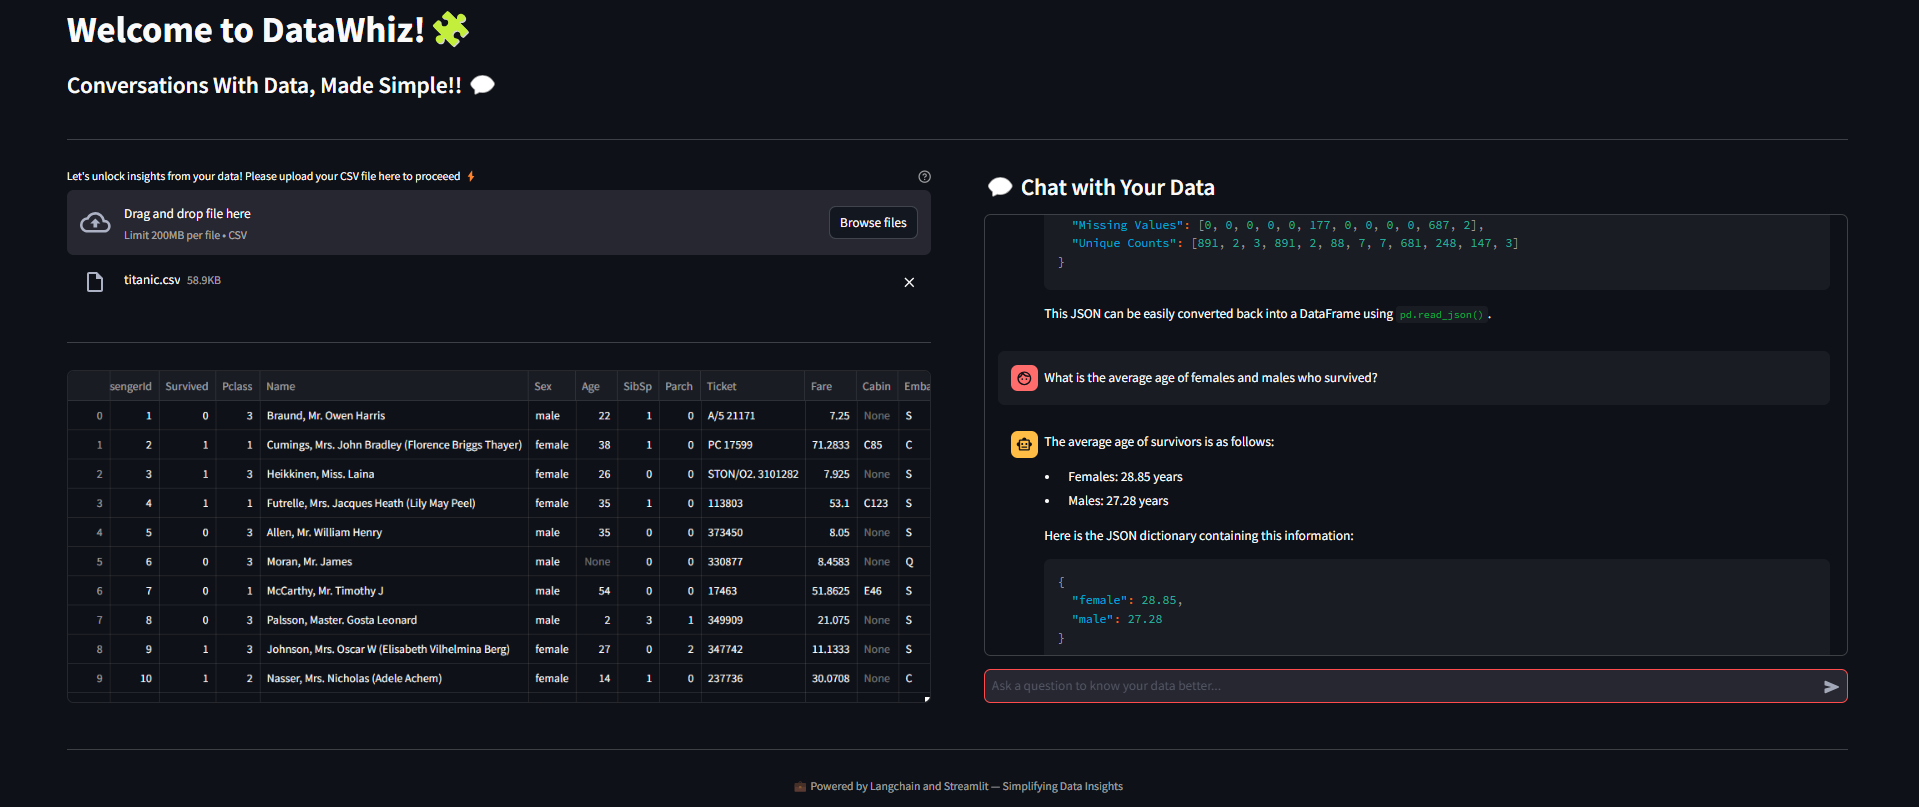 Welcome to DataWhiz!
Conversations With Data, Made Simple!!
Let's unlock insights from your data! Please upload your CSV file here to proceeed
Drag and drop file here
Limit 200MB per file • CSV
Browse files
titanic.csv 58.9KB
sengerId Survived Pclass Name Sex Age SibSp Parch Ticket Fare Cabin Emba
0 1 0 3 Braund, Mr. Owen Harris male 22 1 0 A/5 21171 7.25 None S
1 2 1 1 Cumings, Mrs. John Bradley (Florence Briggs Thayer) female 38 1 0 PC 17599 71.2833 C85 C
2 3 1 3 Heikkinen, Miss. Laina female 26 0 0 STON/O2. 3101282 7.925 None S
3 4 1 1 Futrelle, Mrs. Jacques Heath (Lily May Peel) female 35 1 0 113803 53.1 C123 S
4 5 0 3 Allen, Mr. William Henry male 35 0 0 373450 8.05 None S
5 6 0 3 Moran, Mr. James male None 0 0 330877 8.4583 None Q
6 7 0 1 McCarthy, Mr. Timothy J male 54 0 0 17463 51.8625 E46 S
7 8 0 3 Palsson, Master. Gosta Leonard male 2 3 1 349909 21.075 None S
8 9 1 3 Johnson, Mrs. Oscar W (Elisabeth Vilhelmina Berg) female 27 0 2 347742 11.1333 None S
9 10 1 2 Nasser, Mrs. Nicholas (Adele Achem) female 14 1 0 237736 30.0708 None C
Chat with Your Data
"Missing Values": [0, 0, 0, 0, 0, 177, 0, 0, 0, 0, 687, 2],
"Unique Counts": [891, 2, 3, 891, 2, 88, 7, 7, 681, 248, 147, 3]
}
This JSON can be easily converted back into a DataFrame using pd.read_json().
What is the average age of females and males who survived?
The average age of survivors is as follows:
• Females: 28.85 years
• Males: 27.28 years
Here is the JSON dictionary containing this information:
{
"female": 28.85,
"male": 27.28
}
Ask a question to know your data better...
Powered by Langchain and Streamlit — Simplifying Data Insights